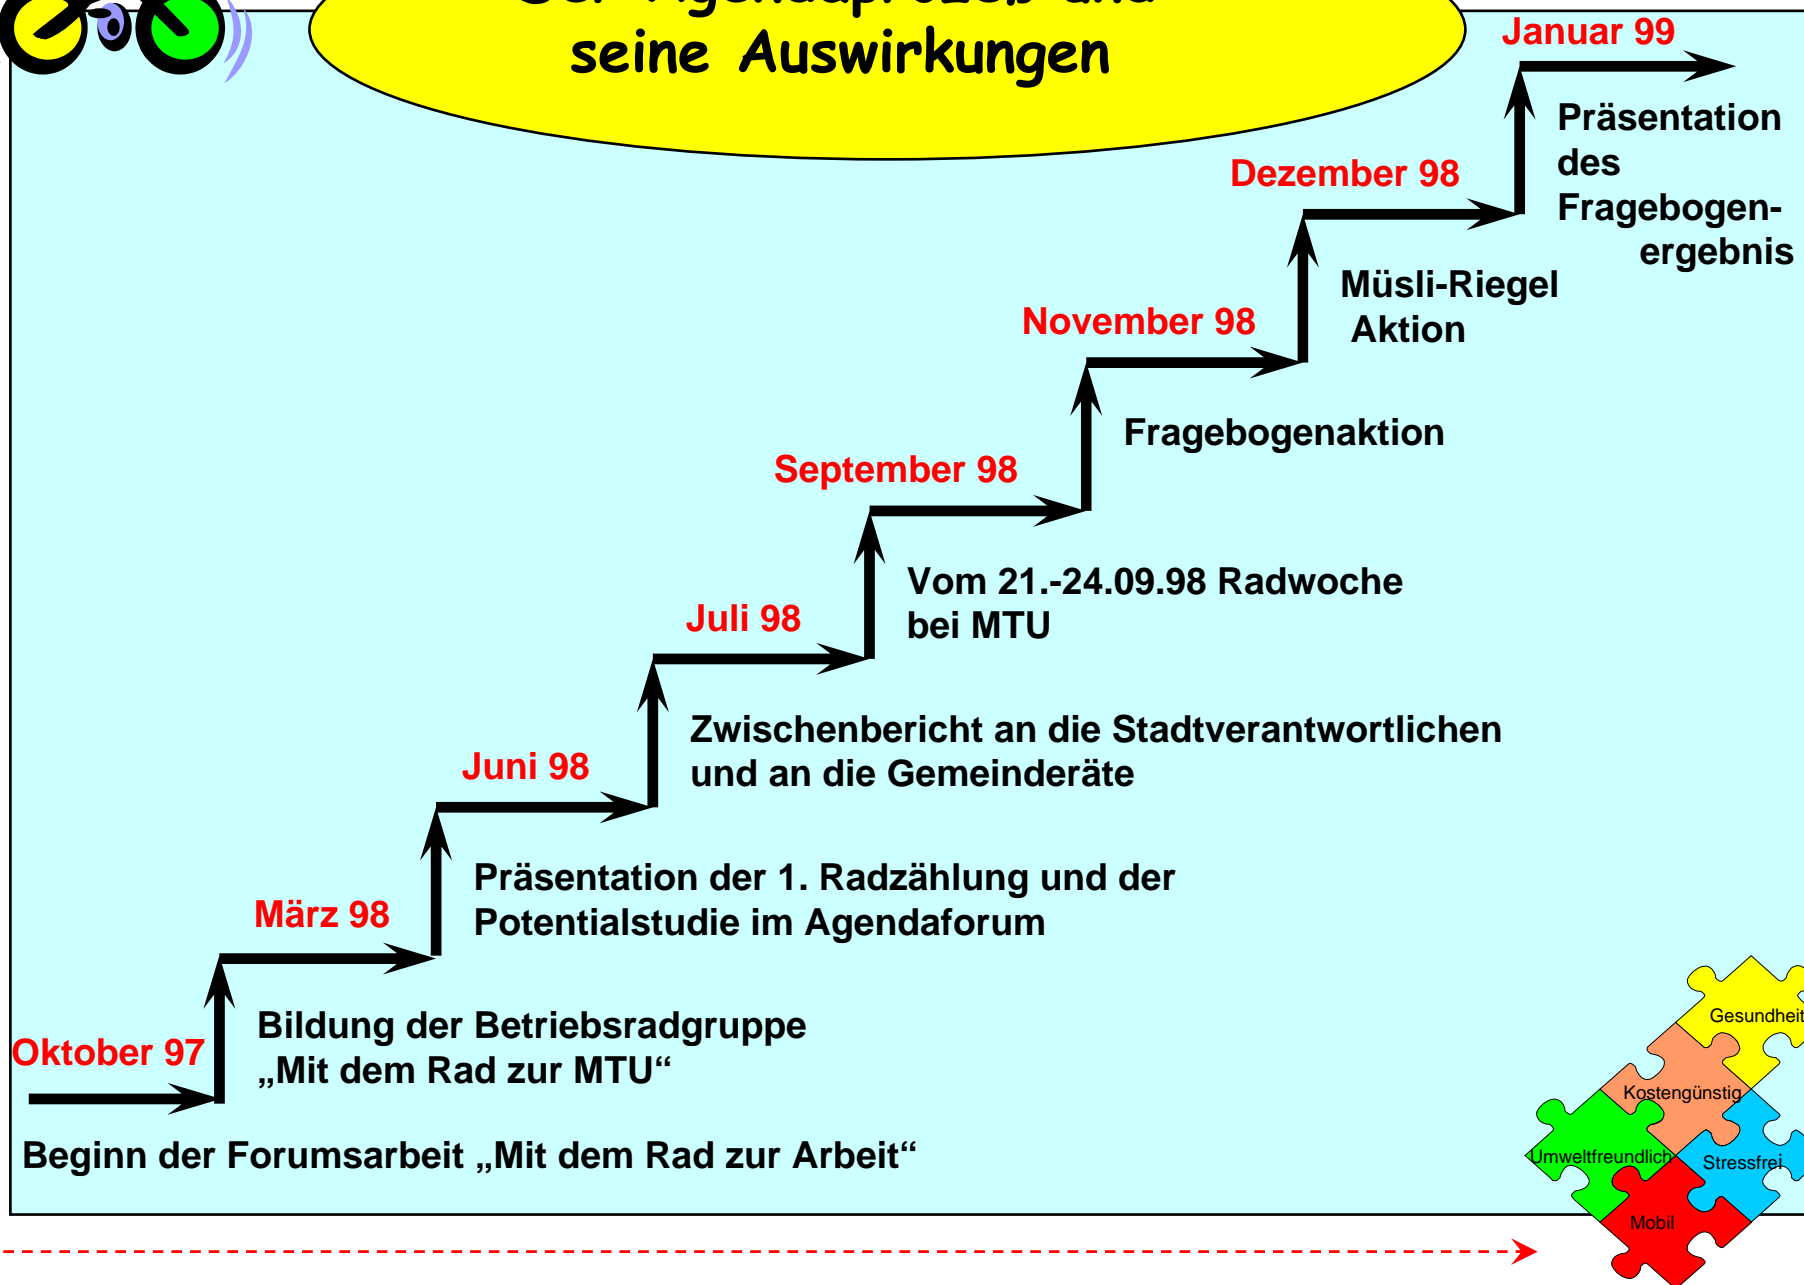 Der Agendaprozeß und
seine Auswirkungen
Januar 99
Präsentation
des
Fragebogen-
ergebnis
Dezember 98
Müsli-Riegel
Aktion
November 98
Fragebogenaktion
September 98
Vom 21.-24.09.98 Radwoche
bei MTU
Juli 98
Zwischenbericht an die Stadtverantwortlichen
und an die Gemeinderäte
Juni 98
Präsentation der 1. Radzählung und der
Potentialstudie im Agendaforum
März 98
Bildung der Betriebsradgruppe
„Mit dem Rad zur MTU“
Oktober 97
Beginn der Forumsarbeit „Mit dem Rad zur Arbeit“
Gesundheit
Kostengünstig
Umweltfreundlich
Stressfrei
Mobil